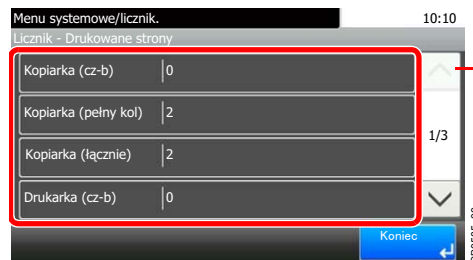 Menu systemowe/licznik. 10:10
Licznik - Drukowane strony
Kopiarka (cz-b) 0
Kopiarka (pełny kol) 2
1/3
Kopiarka (łącznie) 2
Drukarka (cz-b) 0
Koniec